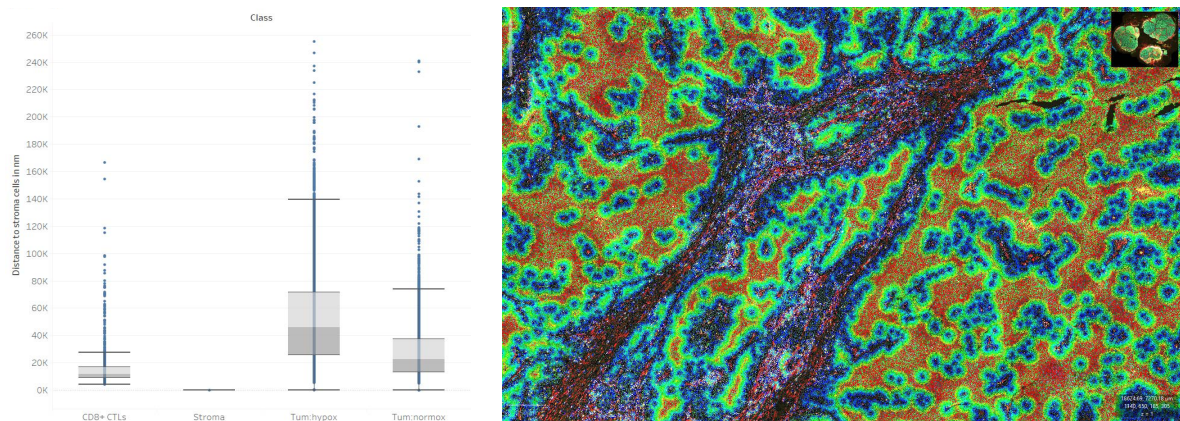 Class
Distance to stroma cells in nm
260K
240K
220K
200K
180K
160K
140K
120K
100K
80K
60K
40K
20K
0K
CD8+ CTLs
Stroma
Tum:hypox
Tum:normox
z = 1